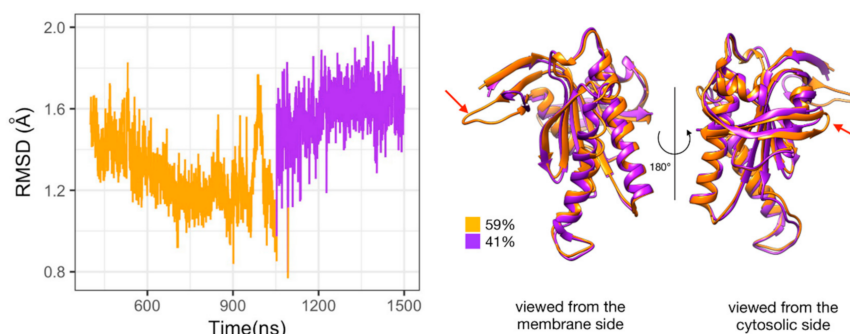 2.0
1.6
1.2
0.8
RMSD (Å)
600
900
1200
1500
Time(ns)
59%
41%
180°
viewed from the
membrane side
viewed from the
cytosolic side